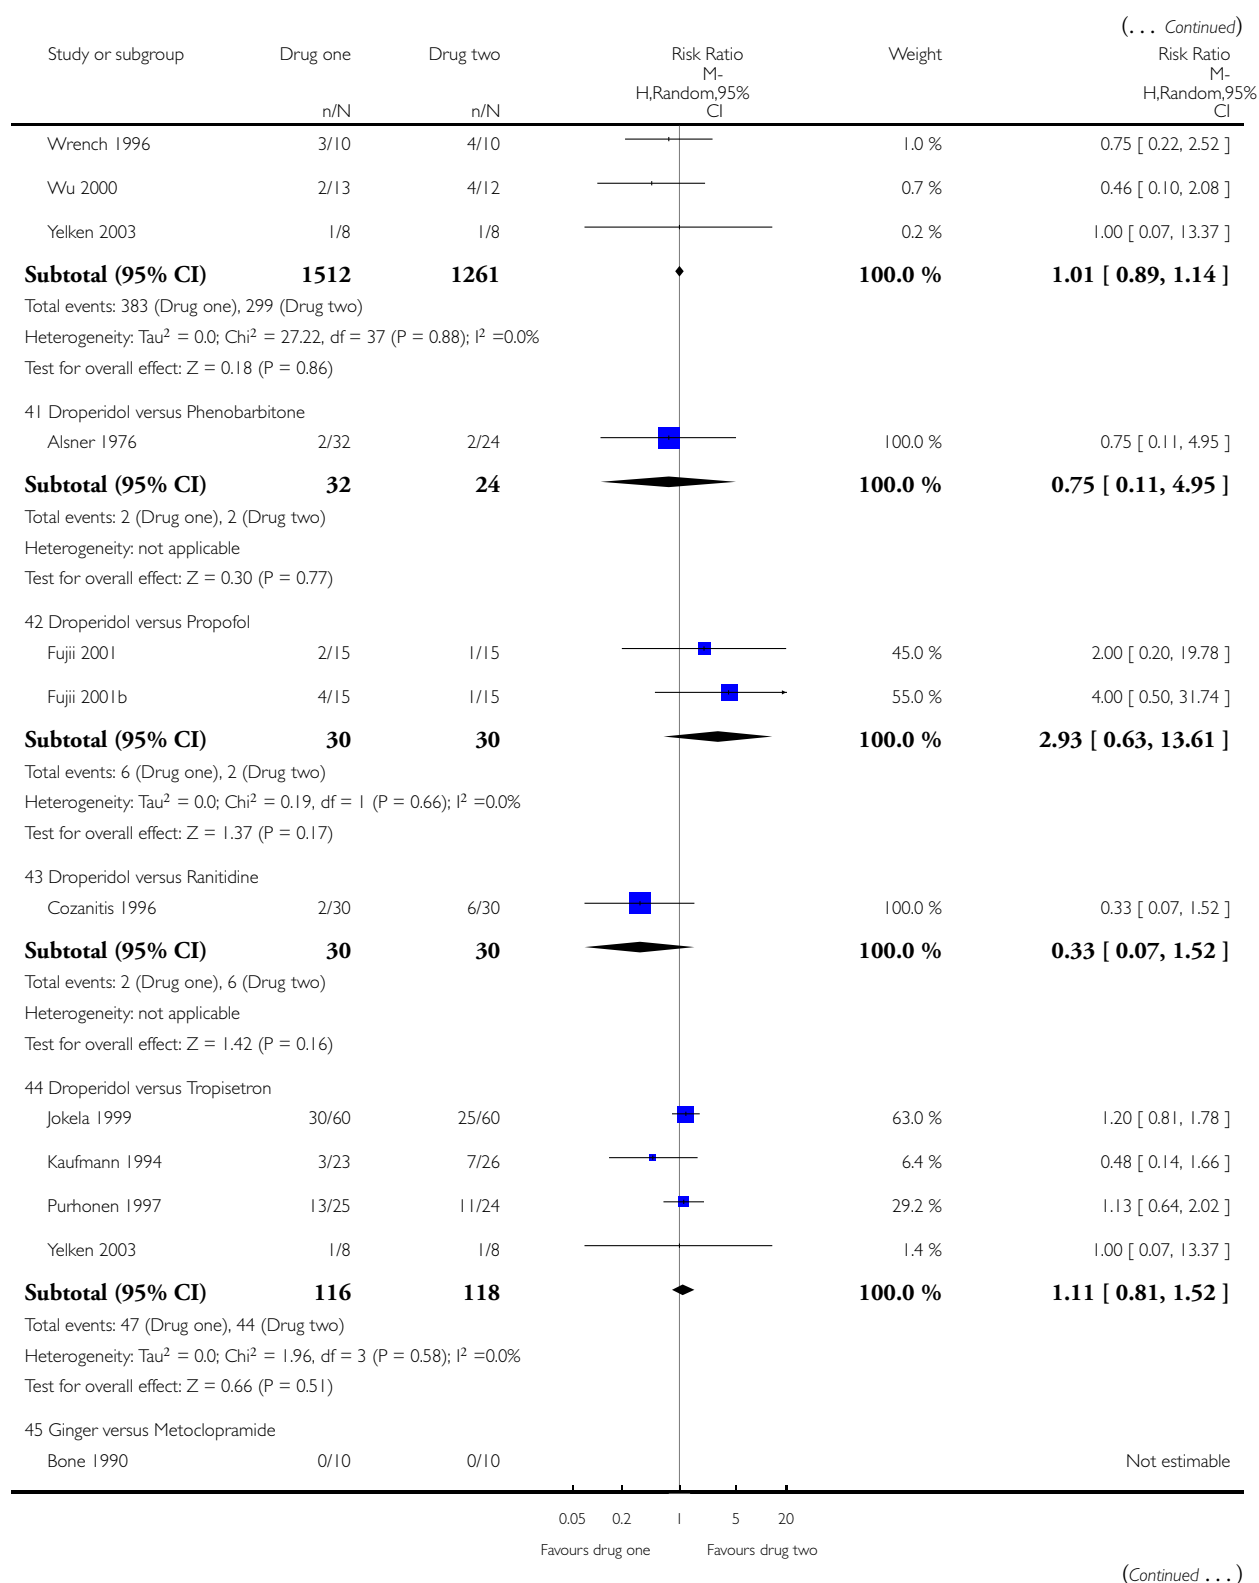 (... Continued)
Study or subgroup Drug one Drug two Risk Ratio Weight Risk Ratio
M- M-
H,Random,95% H,Random,95%
n/N n/N CI CI
Wrench 1996 3/10 4/10 1.0 % 0.75 [ 0.22, 2.52 ]
Wu 2000 2/13 4/12 0.7 % 0.46 [ 0.10, 2.08 ]
Yelken 2003 1/8 1/8 0.2 % 1.00 [ 0.07, 13.37 ]
Subtotal (95% CI) 1512 1261 100.0 % 1.01 [ 0.89, 1.14 ]
Total events: 383 (Drug one), 299 (Drug two)
Heterogeneity: Tau² = 0.0; Chi² = 27.22, df = 37 (P = 0.88); I² =0.0%
Test for overall effect: Z = 0.18 (P = 0.86)
41 Droperidol versus Phenobarbitone
Alsner 1976 2/32 2/24 100.0 % 0.75 [ 0.11, 4.95 ]
Subtotal (95% CI) 32 24 100.0 % 0.75 [ 0.11, 4.95 ]
Total events: 2 (Drug one), 2 (Drug two)
Heterogeneity: not applicable
Test for overall effect: Z = 0.30 (P = 0.77)
42 Droperidol versus Propofol
Fujii 2001 2/15 1/15 45.0 % 2.00 [ 0.20, 19.78 ]
Fujii 2001b 4/15 1/15 55.0 % 4.00 [ 0.50, 31.74 ]
Subtotal (95% CI) 30 30 100.0 % 2.93 [ 0.63, 13.61 ]
Total events: 6 (Drug one), 2 (Drug two)
Heterogeneity: Tau² = 0.0; Chi² = 0.19, df = 1 (P = 0.66); I² =0.0%
Test for overall effect: Z = 1.37 (P = 0.17)
43 Droperidol versus Ranitidine
Cozanitis 1996 2/30 6/30 100.0 % 0.33 [ 0.07, 1.52 ]
Subtotal (95% CI) 30 30 100.0 % 0.33 [ 0.07, 1.52 ]
Total events: 2 (Drug one), 6 (Drug two)
Heterogeneity: not applicable
Test for overall effect: Z = 1.42 (P = 0.16)
44 Droperidol versus Tropisetron
Jokela 1999 30/60 25/60 63.0 % 1.20 [ 0.81, 1.78 ]
Kaufmann 1994 3/23 7/26 6.4 % 0.48 [ 0.14, 1.66 ]
Purhonen 1997 13/25 11/24 29.2 % 1.13 [ 0.64, 2.02 ]
Yelken 2003 1/8 1/8 1.4 % 1.00 [ 0.07, 13.37 ]
Subtotal (95% CI) 116 118 100.0 % 1.11 [ 0.81, 1.52 ]
Total events: 47 (Drug one), 44 (Drug two)
Heterogeneity: Tau² = 0.0; Chi² = 1.96, df = 3 (P = 0.58); I² =0.0%
Test for overall effect: Z = 0.66 (P = 0.51)
45 Ginger versus Metoclopramide
Bone 1990 0/10 0/10 Not estimable
0.05 0.2 1 5 20
Favours drug one Favours drug two
(Continued ...)